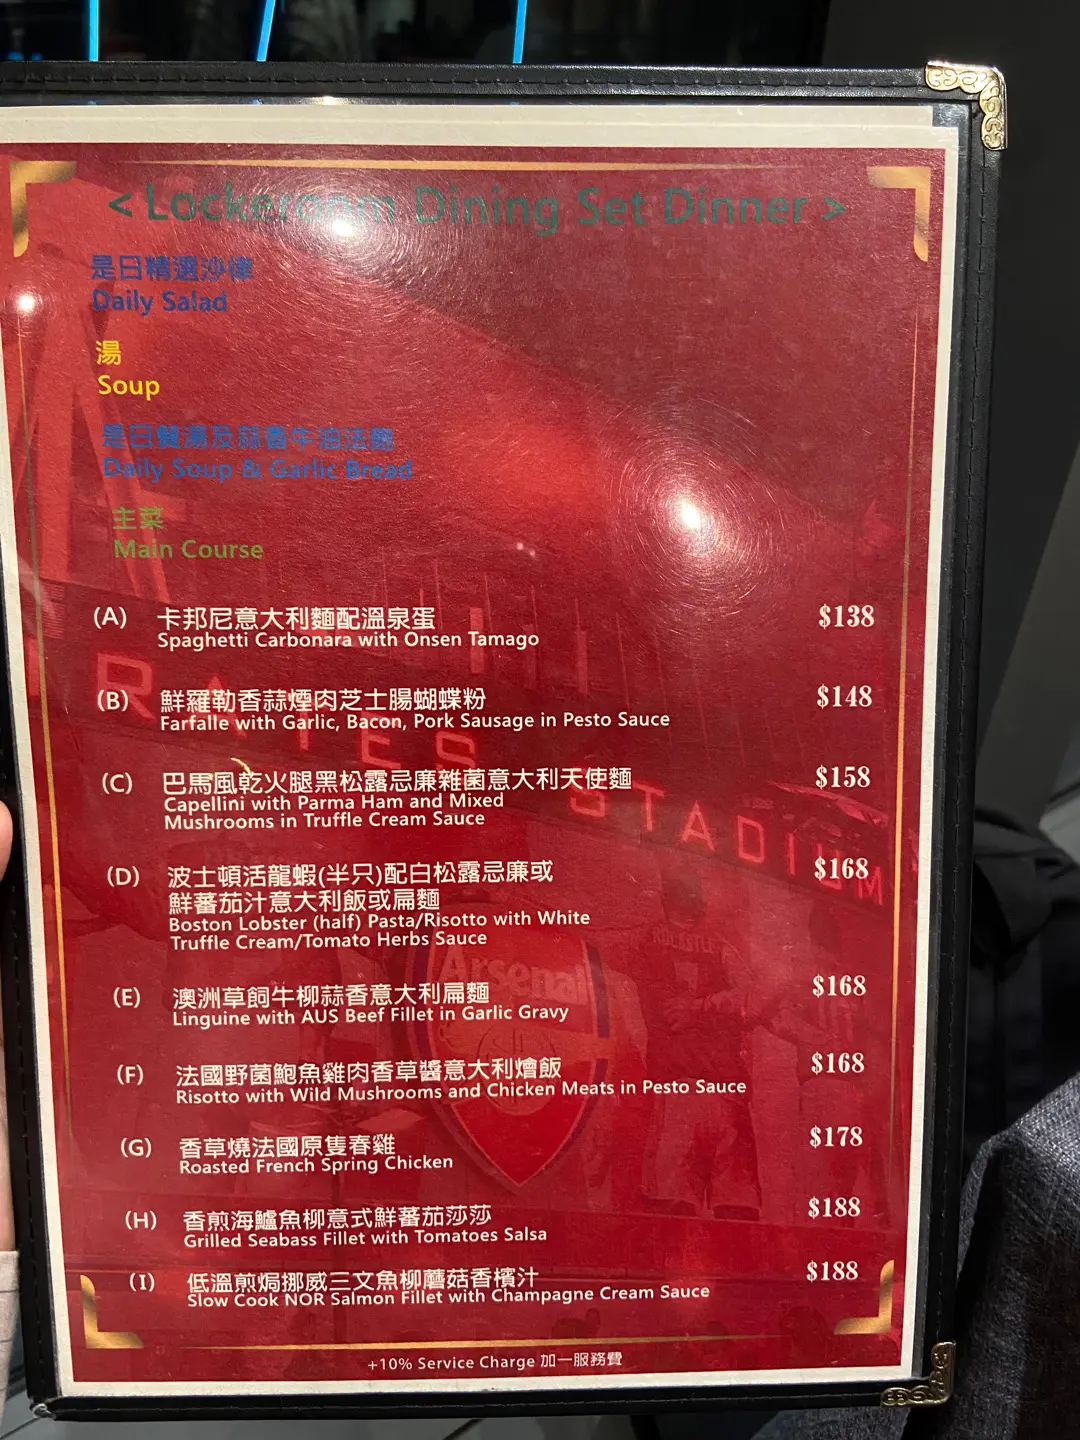 < Lockeroom Dining Set Dinner >
是日精選沙律
Daily Salad
湯
Soup
是日餐湯及蒜香牛油法飽
Daily Soup & Garlic Bread
主菜
Main Course
(A) 卡邦尼意大利麵配溫泉蛋 $138
Spaghetti Carbonara with Onsen Tamago
(B) 鮮羅勒香蒜煙肉芝士腸蝴蝶粉 $148
Farfalle with Garlic, Bacon, Pork Sausage in Pesto Sauce
(C) 巴馬風乾火腿黑松露忌廉雜菌意大利天使麵 $158
Capellini with Parma Ham and Mixed
Mushrooms in Truffle Cream Sauce
(D) 波士頓活龍蝦(半只)配白松露忌廉或 $168
鮮蕃茄汁意大利飯或扁麵
Boston Lobster (half) Pasta/Risotto with White
Truffle Cream/Tomato Herbs Sauce
(E) 澳洲草飼牛柳蒜香意大利扁麵 $168
Linguine with AUS Beef Fillet in Garlic Gravy
(F) 法國野菌鮑魚雞肉香草醬意大利燴飯 $168
Risotto with Wild Mushrooms and Chicken Meats in Pesto Sauce
(G) 香草燒法國原隻春雞 $178
Roasted French Spring Chicken
(H) 香煎海鱸魚柳意式鮮蕃茄莎莎 $188
Grilled Seabass Fillet with Tomatoes Salsa
(I) 低溫煎焗挪威三文魚柳蘑菇香檳汁 $188
Slow Cook NOR Salmon Fillet with Champagne Cream Sauce
+10% Service Charge 加一服務費
RATES STADIUM
Arsenal